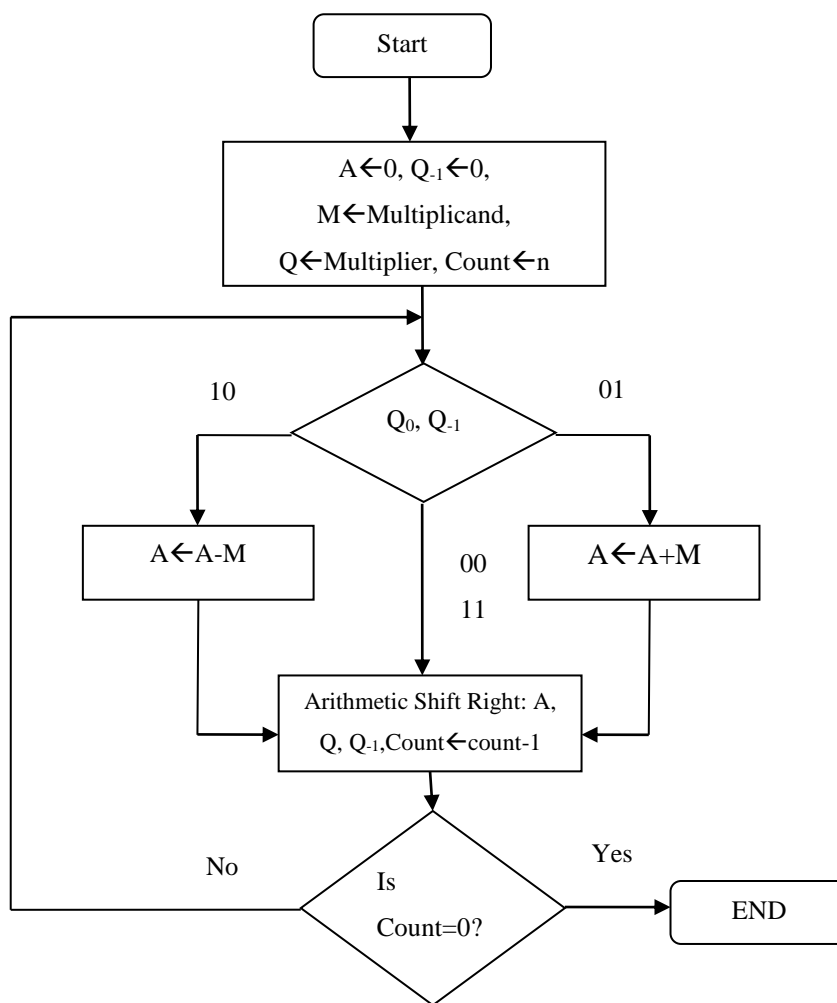 Start
A←0, Q₋₁←0,
M←Multiplicand,
Q←Multiplier, Count←n
10
01
Q₀, Q₋₁
A←A-M
00
11
A←A+M
Arithmetic Shift Right: A,
Q, Q₋₁,Count←count-1
No
Yes
Is
Count=0?
END